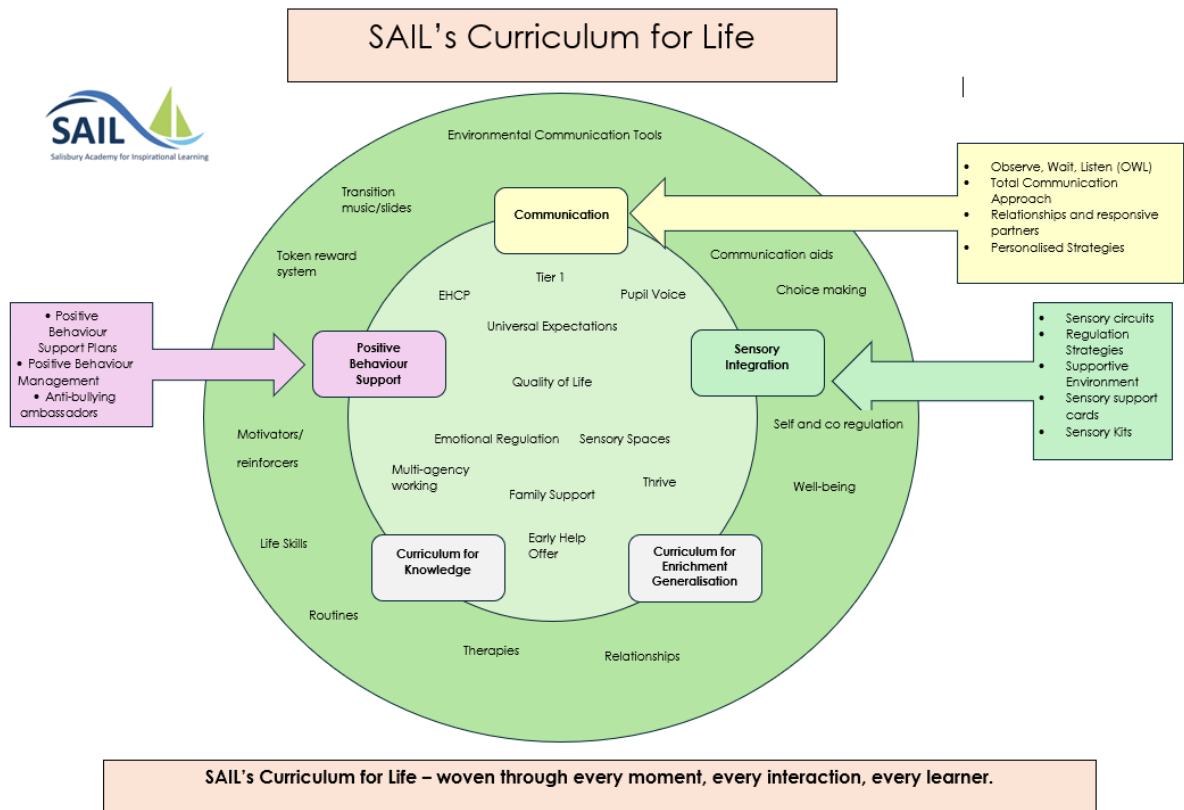 SAIL's Curriculum for Life
SAIL
Salisbury Academy for Inspirational Learning
Environmental Communication Tools
Transition
music/slides
Communication
• Observe, Wait, Listen (OWL)
• Total Communication
Approach
• Relationships and responsive
partners
• Personalised Strategies
Token reward
system
Communication aids
Choice making
Tier 1
EHCP
Pupil Voice
Universal Expectations
• Positive
Behaviour
Support Plans
• Positive Behaviour
Management
• Anti-bullying
ambassadors
Positive
Behaviour
Support
Sensory
Integration
• Sensory circuits
• Regulation
Strategies
• Supportive
Environment
• Sensory support
cards
• Sensory Kits
Quality of Life
Motivators/
reinforcers
Emotional Regulation
Sensory Spaces
Self and co regulation
Multi-agency
working
Family Support
Thrive
Well-being
Life Skills
Curriculum for
Knowledge
Early Help
Offer
Curriculum for
Enrichment
Generalisation
Routines
Therapies
Relationships
SAIL's Curriculum for Life – woven through every moment, every interaction, every learner.